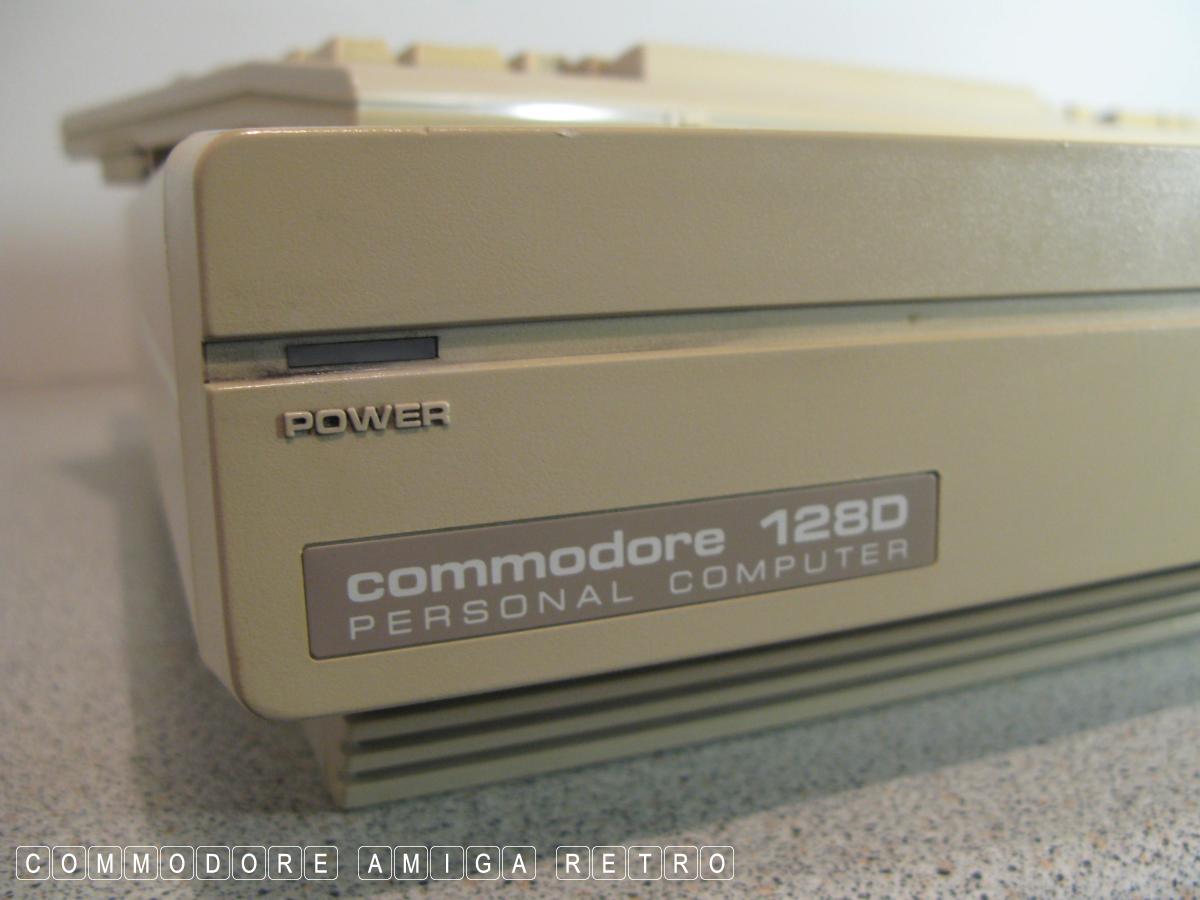 POWER
commodore 128D
PERSONAL COMPUTER
COMMODORE AMIGA RETRO